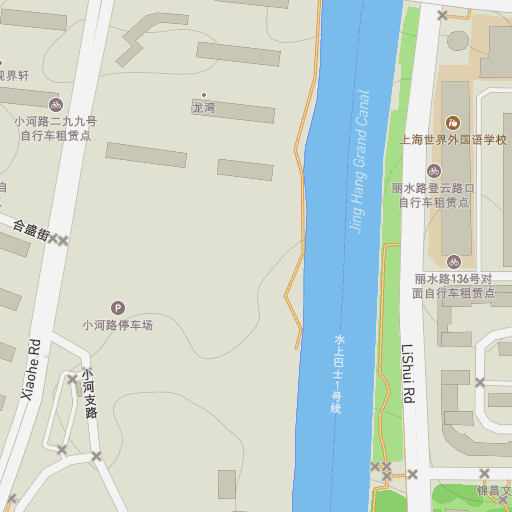 视界轩
小河路二九九号
自行车租赁点
龙湾
Jing Hang Grand Canal
上海世界外国语学校
丽水路登云路口
自行车租赁点
自
合盛街
丽水路136号对
面自行车租赁点
小河路停车场
水上巴士1号线
Xiaohe Rd
LiShui Rd
小河支路
锦昌文